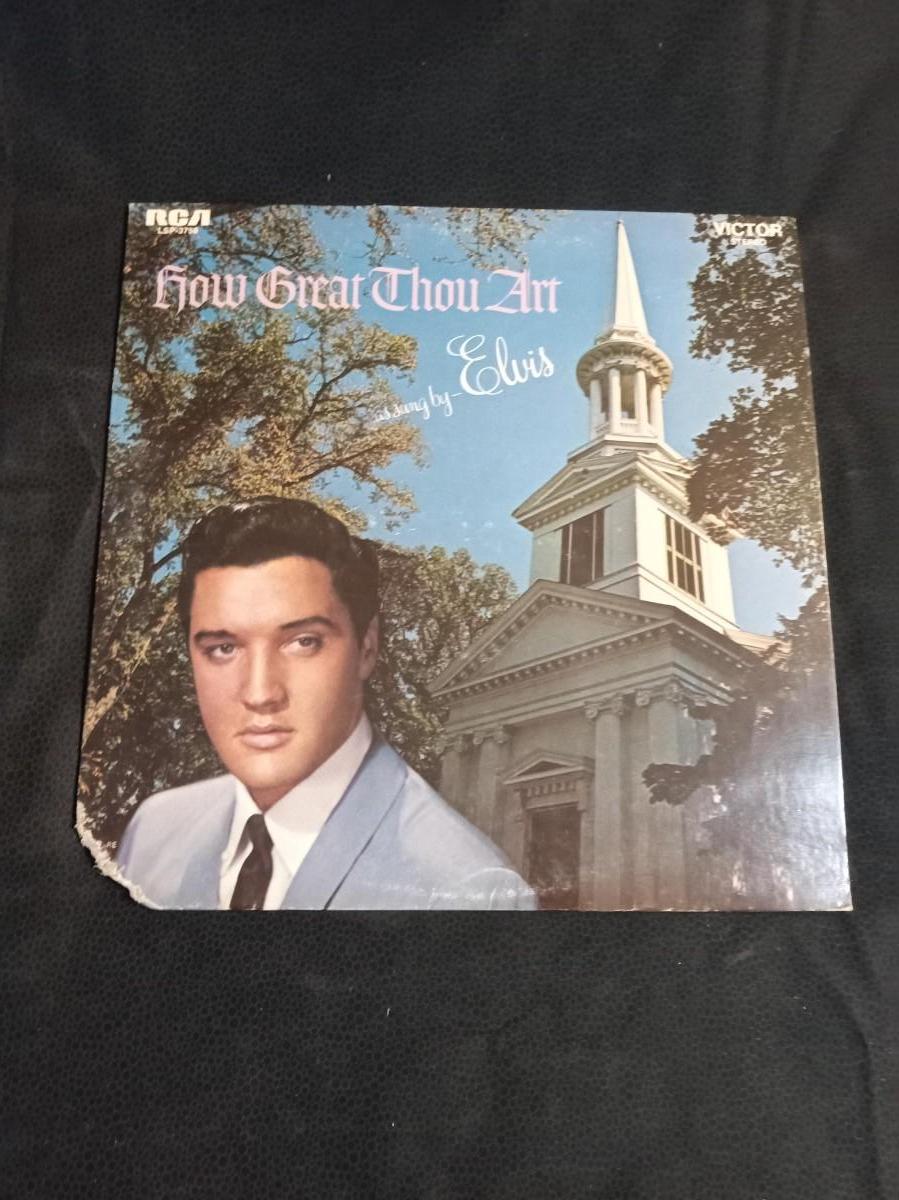 RCA
LSP-3758
VICTOR
STEREO
How Great Thou Art
as sung by—Elvis